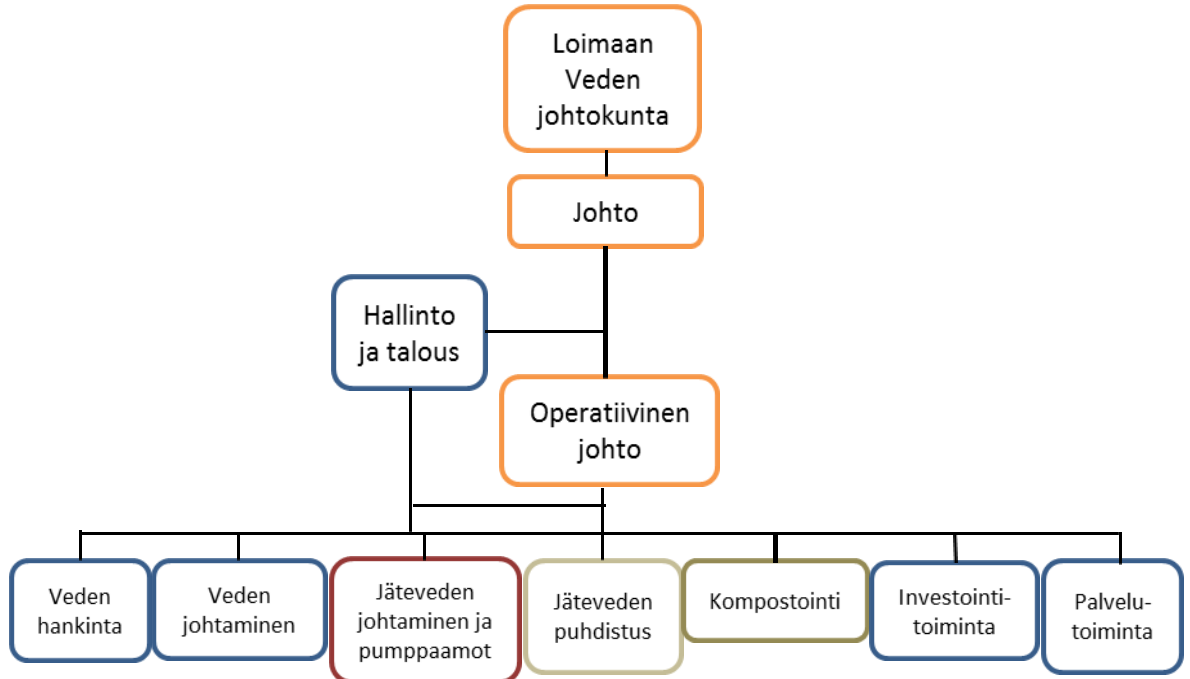 Loimaan
Veden
johtokunta
Johto
Hallinto
ja talous
Operatiivinen
johto
Veden
hankinta
Veden
johtaminen
Jäteveden
johtaminen ja
pumppaamot
Jäteveden
puhdistus
Kompostointi
Investointi-
toiminta
Palvelu-
toiminta